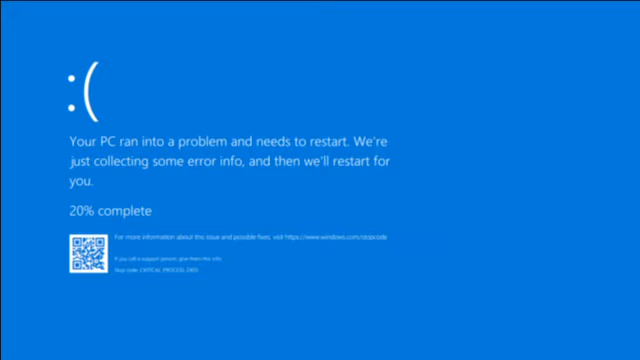 :(
Your PC ran into a problem and needs to restart. We're
just collecting some error info, and then we'll restart for
you.
20% complete
For more information about this issue and possible fixes, visit https://www.windows.com/stopcode
If you call a support person, give them this info:
Stop code: CRITICAL_PROCESS_DIED